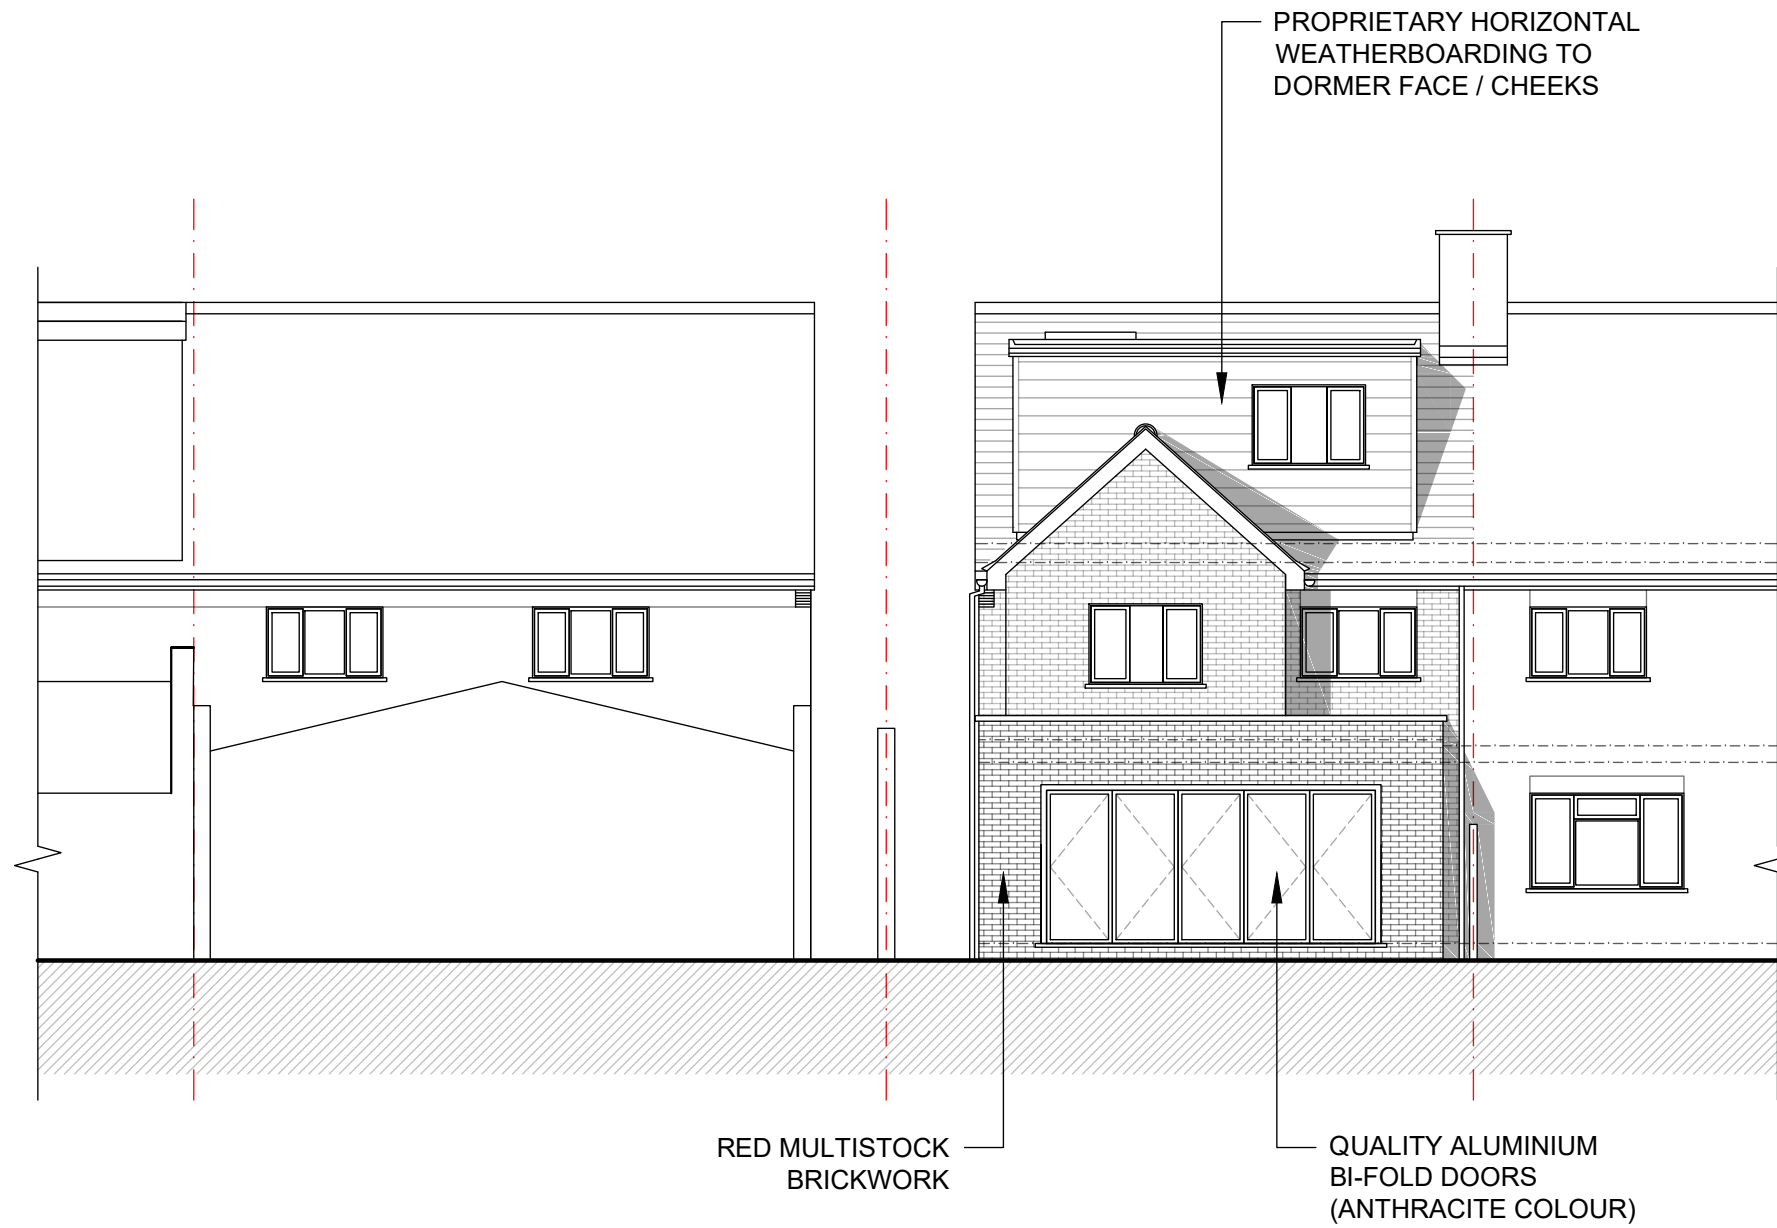 PROPRIETARY HORIZONTAL
WEATHERBOARDING TO
DORMER FACE / CHEEKS
RED MULTISTOCK
BRICKWORK
QUALITY ALUMINIUM
BI-FOLD DOORS
(ANTHRACITE COLOUR)